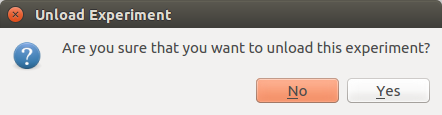 Unload Experiment
Are you sure that you want to unload this experiment?
No Yes